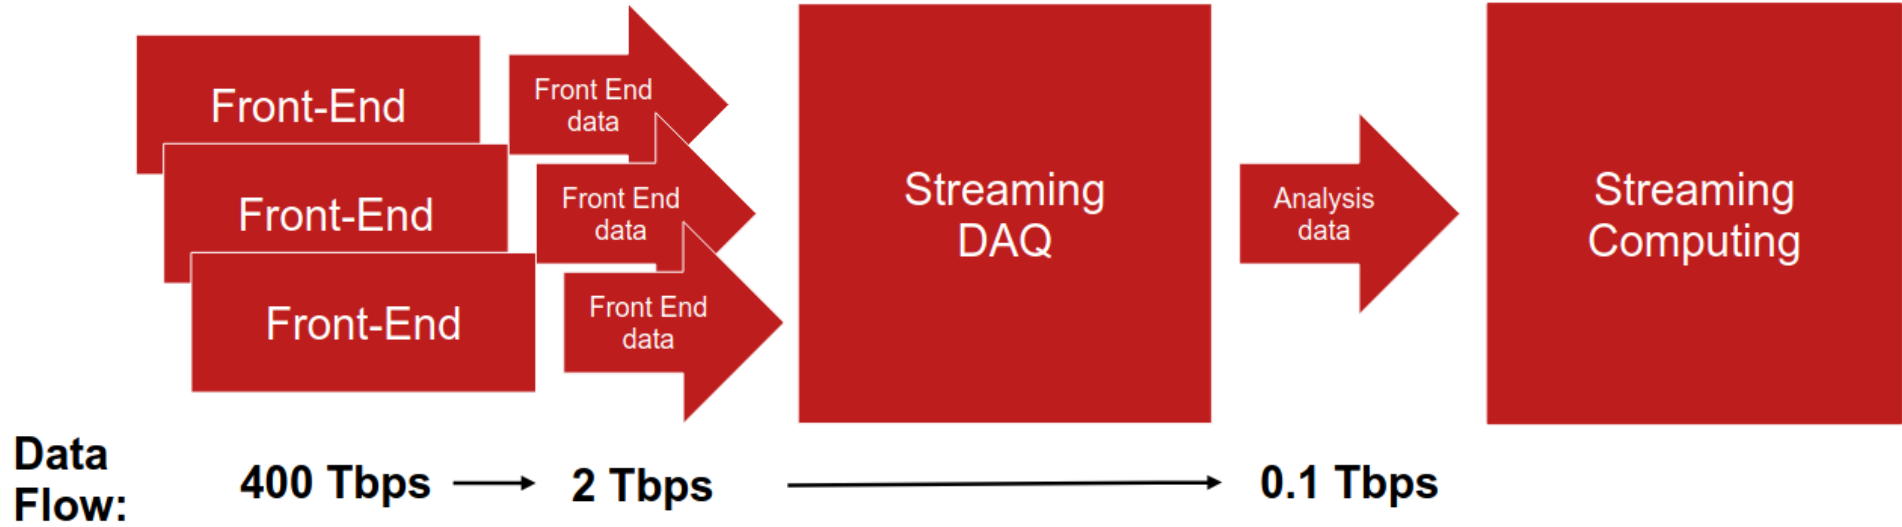 Front-End
Front End
data
Front-End
Front End
data
Front-End
Front End
data
Streaming
DAQ
Analysis
data
Streaming
Computing
Data
Flow:
400 Tbps
2 Tbps
0.1 Tbps